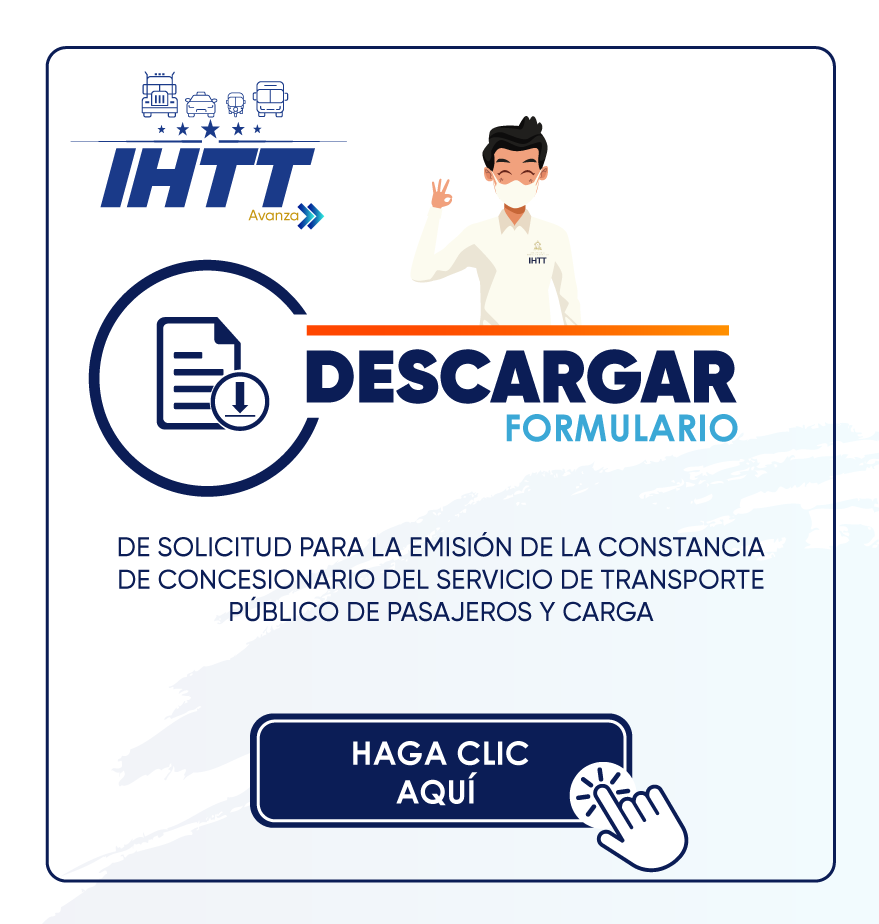 IHTT
Avanza
IHTT
DESCARGAR
FORMULARIO
DE SOLICITUD PARA LA EMISIÓN DE LA CONSTANCIA
DE CONCESIONARIO DEL SERVICIO DE TRANSPORTE
PÚBLICO DE PASAJEROS Y CARGA
HAGA CLIC
AQUÍ